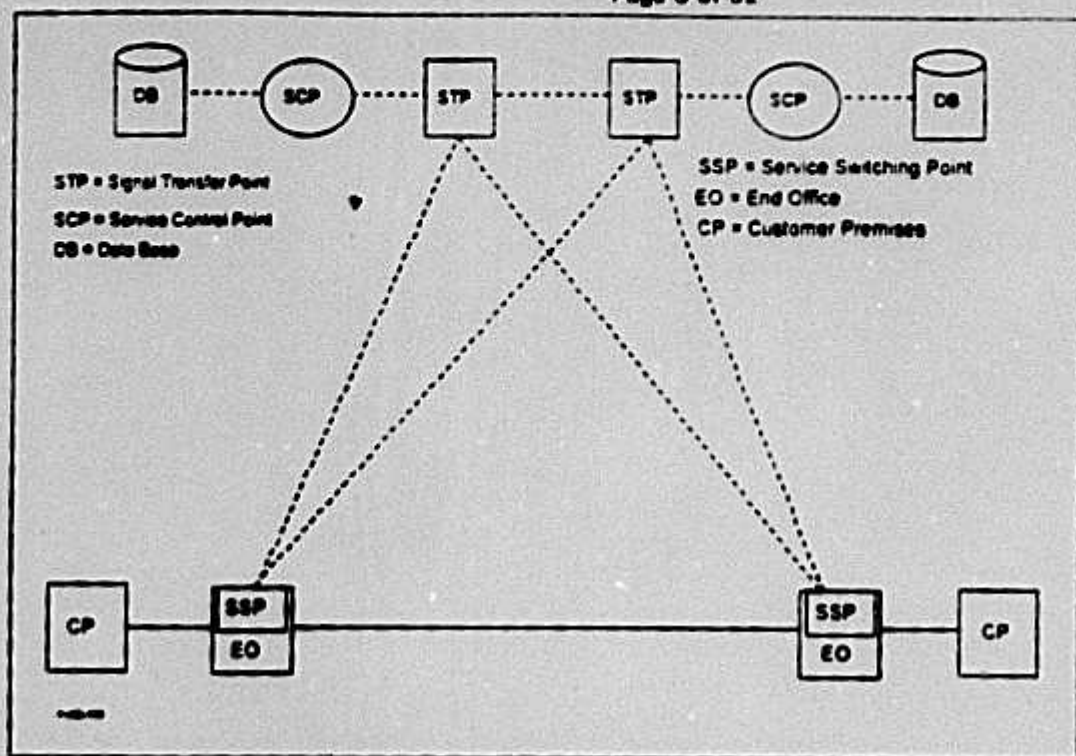 DB SCP STP STP SCP DB
STP = Signal Transfer Point
SCP = Service Control Point
DB = Data Base
SSP = Service Switching Point
EO = End Office
CP = Customer Premises
CP SSP SSP CP
EO EO